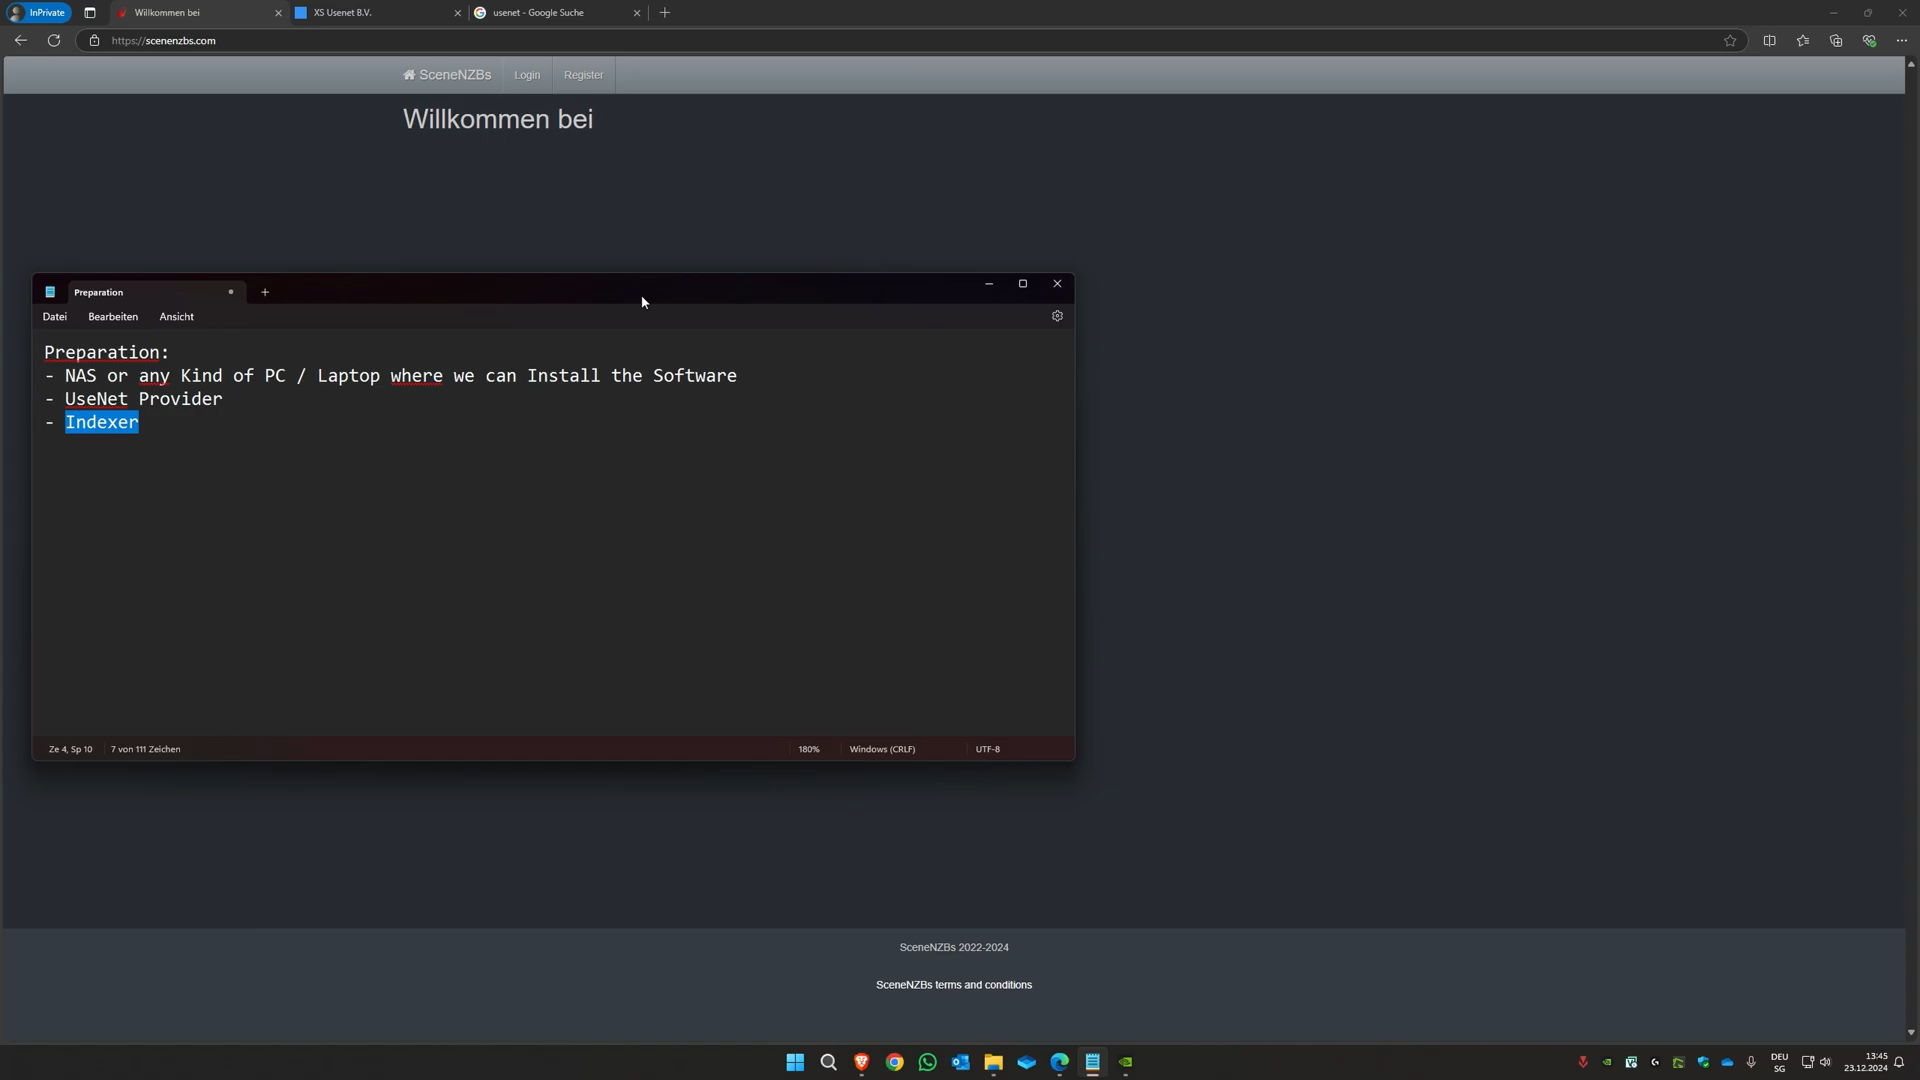 InPrivate
Willkommen bei
XS Usenet B.V.
usenet - Google Suche
https://scenenzbs.com
SceneNZBs
Login
Register
Willkommen bei
Preparation
Datei
Bearbeiten
Ansicht
Preparation:
- NAS or any Kind of PC / Laptop where we can Install the Software
- UseNet Provider
- Indexer
Ze 4, Sp 10
7 von 111 Zeichen
180%
Windows (CRLF)
UTF-8
SceneNZBs 2022-2024
SceneNZBs terms and conditions
DEU
SG
13:45
23.12.2024